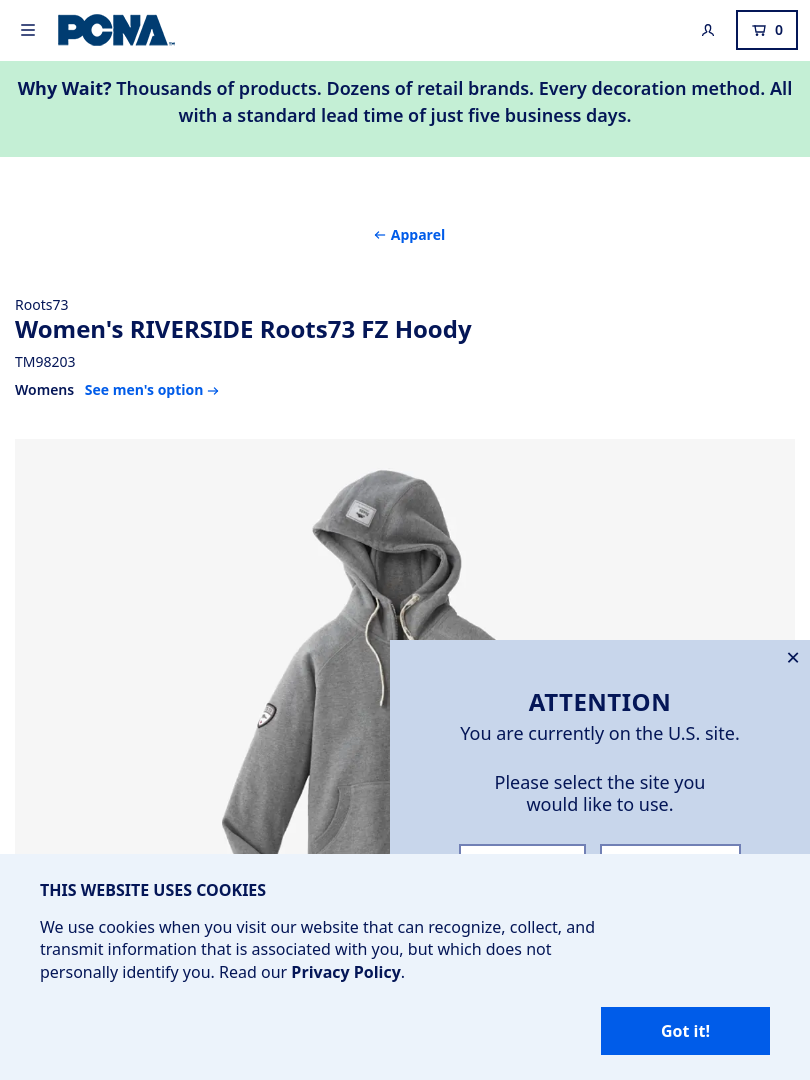 PCNA™
0
Why Wait? Thousands of products. Dozens of retail brands. Every decoration method. All
with a standard lead time of just five business days.
← Apparel
Roots73
Women's RIVERSIDE Roots73 FZ Hoody
TM98203
Womens See men's option →
ATTENTION
You are currently on the U.S. site.
Please select the site you
would like to use.
THIS WEBSITE USES COOKIES
We use cookies when you visit our website that can recognize, collect, and
transmit information that is associated with you, but which does not
personally identify you. Read our Privacy Policy.
Got it!